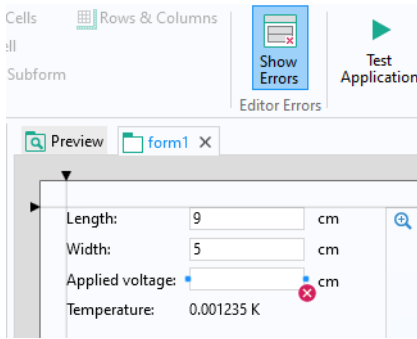 Cells
Rows & Columns
ell
Subform
Show
Errors
Test
Application
Editor Errors
Preview
form1
Length:
9
cm
Width:
5
cm
Applied voltage:
cm
Temperature:
0.001235 K